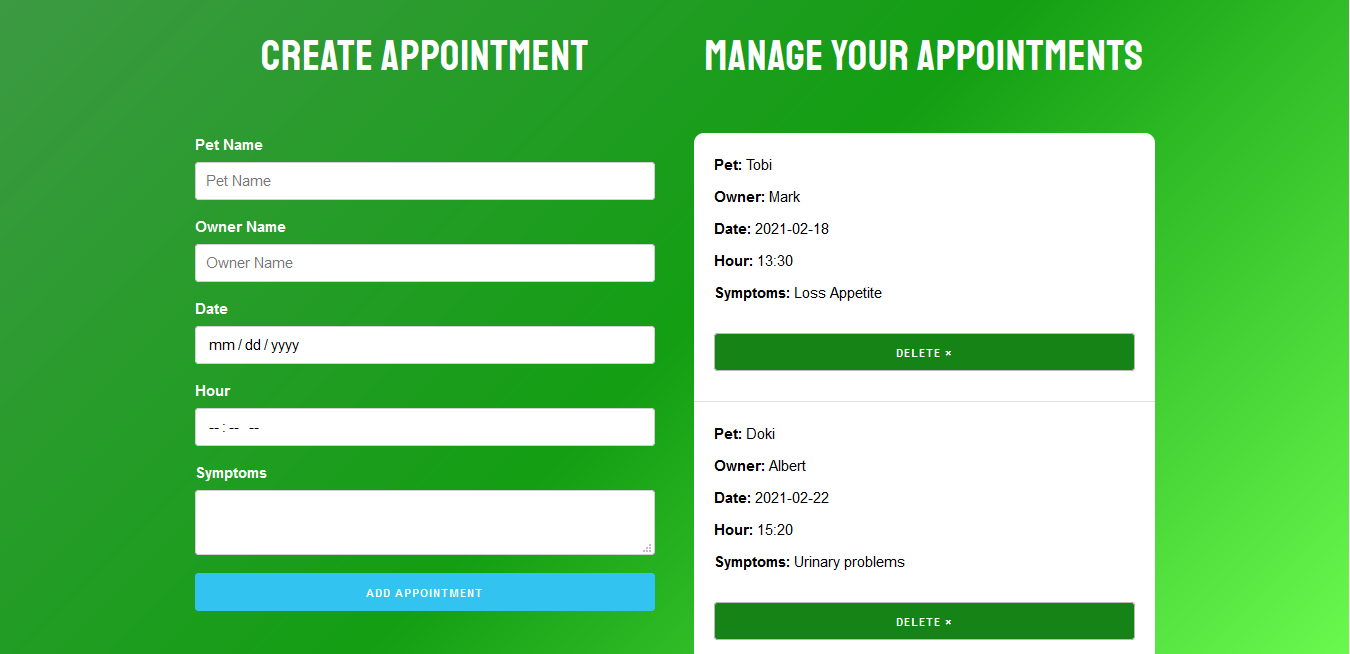 CREATE APPOINTMENT
Pet Name
Pet Name
Owner Name
Owner Name
Date
mm / dd / yyyy
Hour
-- : -- --
Symptoms
ADD APPOINTMENT
MANAGE YOUR APPOINTMENTS
Pet: Tobi
Owner: Mark
Date: 2021-02-18
Hour: 13:30
Symptoms: Loss Appetite
DELETE ×
Pet: Doki
Owner: Albert
Date: 2021-02-22
Hour: 15:20
Symptoms: Urinary problems
DELETE ×